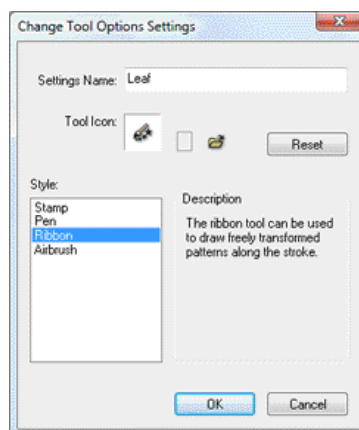 Change Tool Options Settings
Settings Name: Leaf
Tool Icon:
Reset
Style:
Stamp
Pen
Ribbon
Airbrush
Description
The ribbon tool can be used
to draw freely transformed
patterns along the stroke.
OK
Cancel